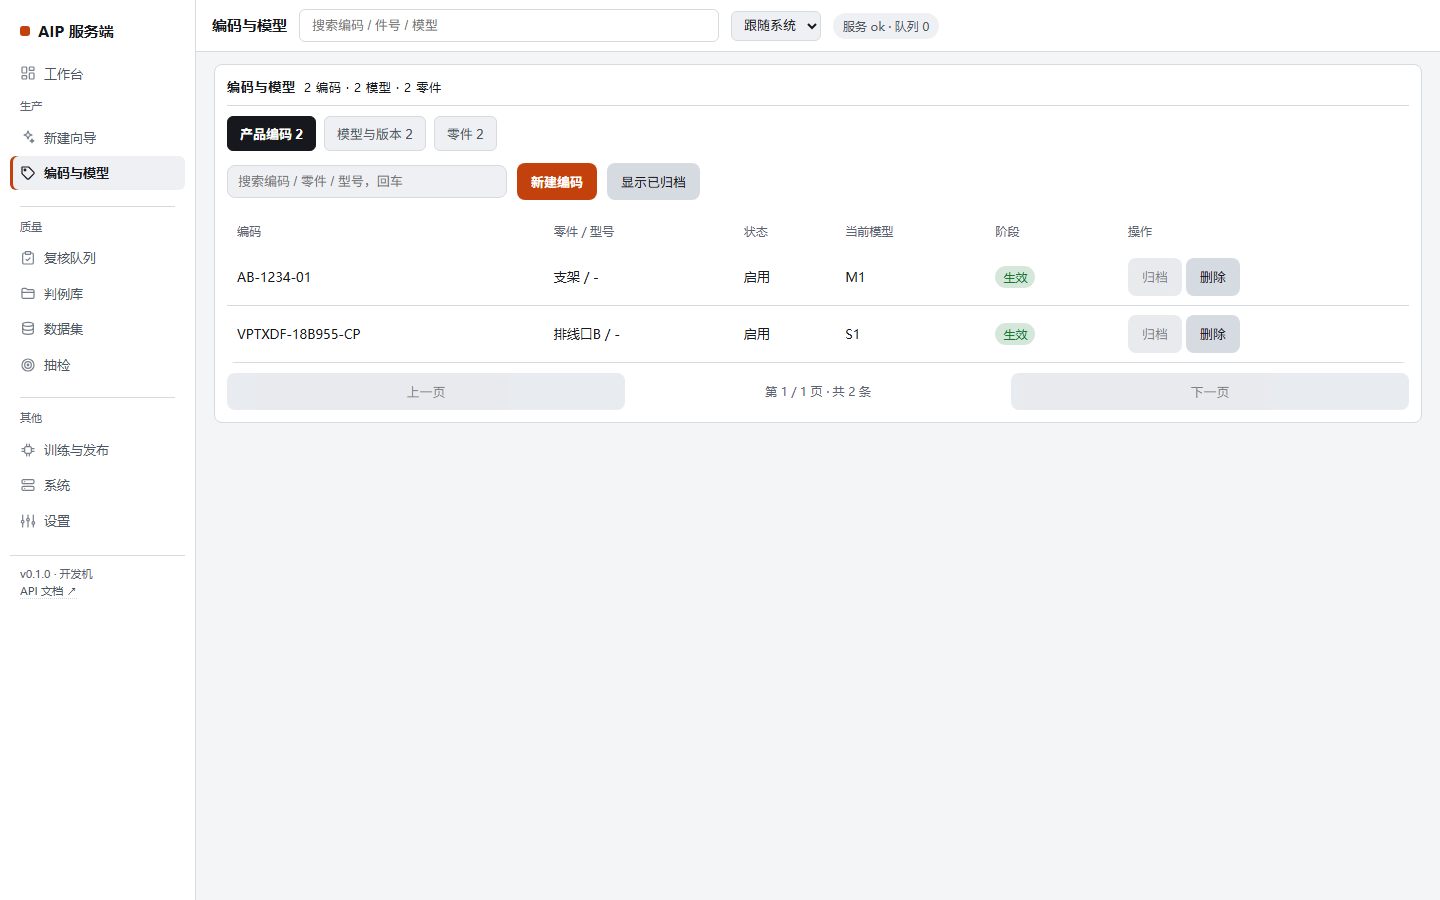 AIP 服务端
工作台
生产
新建向导
编码与模型
质量
复核队列
判例库
数据集
抽检
其他
训练与发布
系统
设置
v0.1.0 · 开发机
API 文档 ↗
编码与模型
搜索编码 / 件号 / 模型
跟随系统
服务 ok · 队列 0
编码与模型 2 编码 · 2 模型 · 2 零件
产品编码 2 模型与版本 2 零件 2
搜索编码 / 零件 / 型号，回车 新建编码 显示已归档
编码 零件 / 型号 状态 当前模型 阶段 操作
AB-1234-01 支架 / - 启用 M1 生效 归档 删除
VPTXDF-18B955-CP 排线口B / - 启用 S1 生效 归档 删除
上一页 第 1 / 1 页 · 共 2 条 下一页